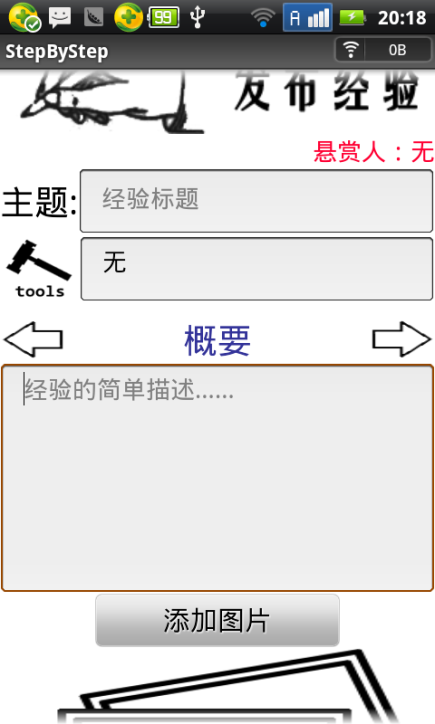 99
A
20:18
StepByStep
0B
发布经验
悬赏人：无
主题:
经验标题
tools
无
概要
经验的简单描述......
添加图片